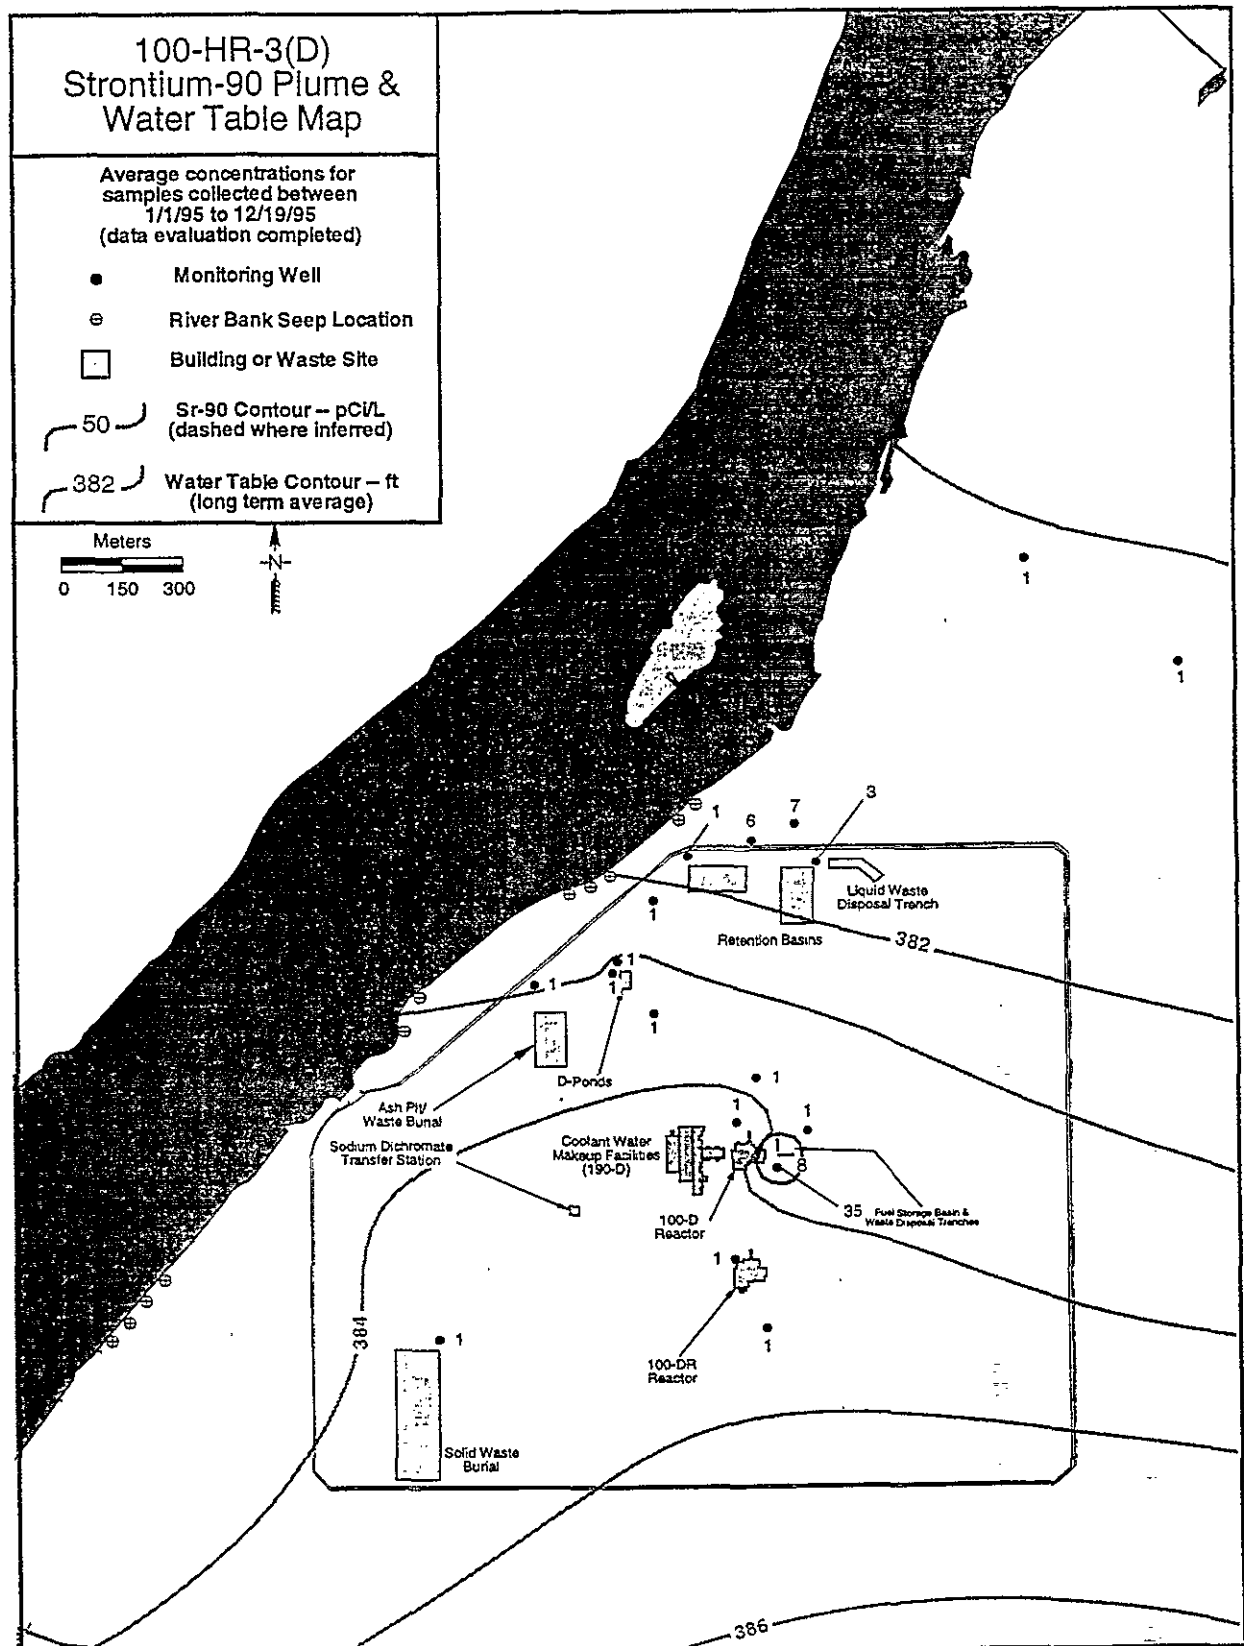 100-HR-3(D)
Strontium-90 Plume &
Water Table Map
Average concentrations for
samples collected between
1/1/95 to 12/19/95
(data evaluation completed)
Monitoring Well
River Bank Seep Location
Building or Waste Site
50
Sr-90 Contour – pCi/L
(dashed where inferred)
382
Water Table Contour – ft
(long term average)
Meters
0 150 300
N
1
1
1
6
7
3
Liquid Waste
Disposal Trench
Retention Basins
382
1
1
1
1
1
D-Ponds
Ash Pit/
Waste Burial
Sodium Dichromate
Transfer Station
Coolant Water
Makeup Facilities
(190-D)
1
1
1
8
35
Fuel Storage Basin &
Waste Disposal Trenches
100-D
Reactor
1
100-DR
Reactor
1
384
1
Solid Waste
Burial
386